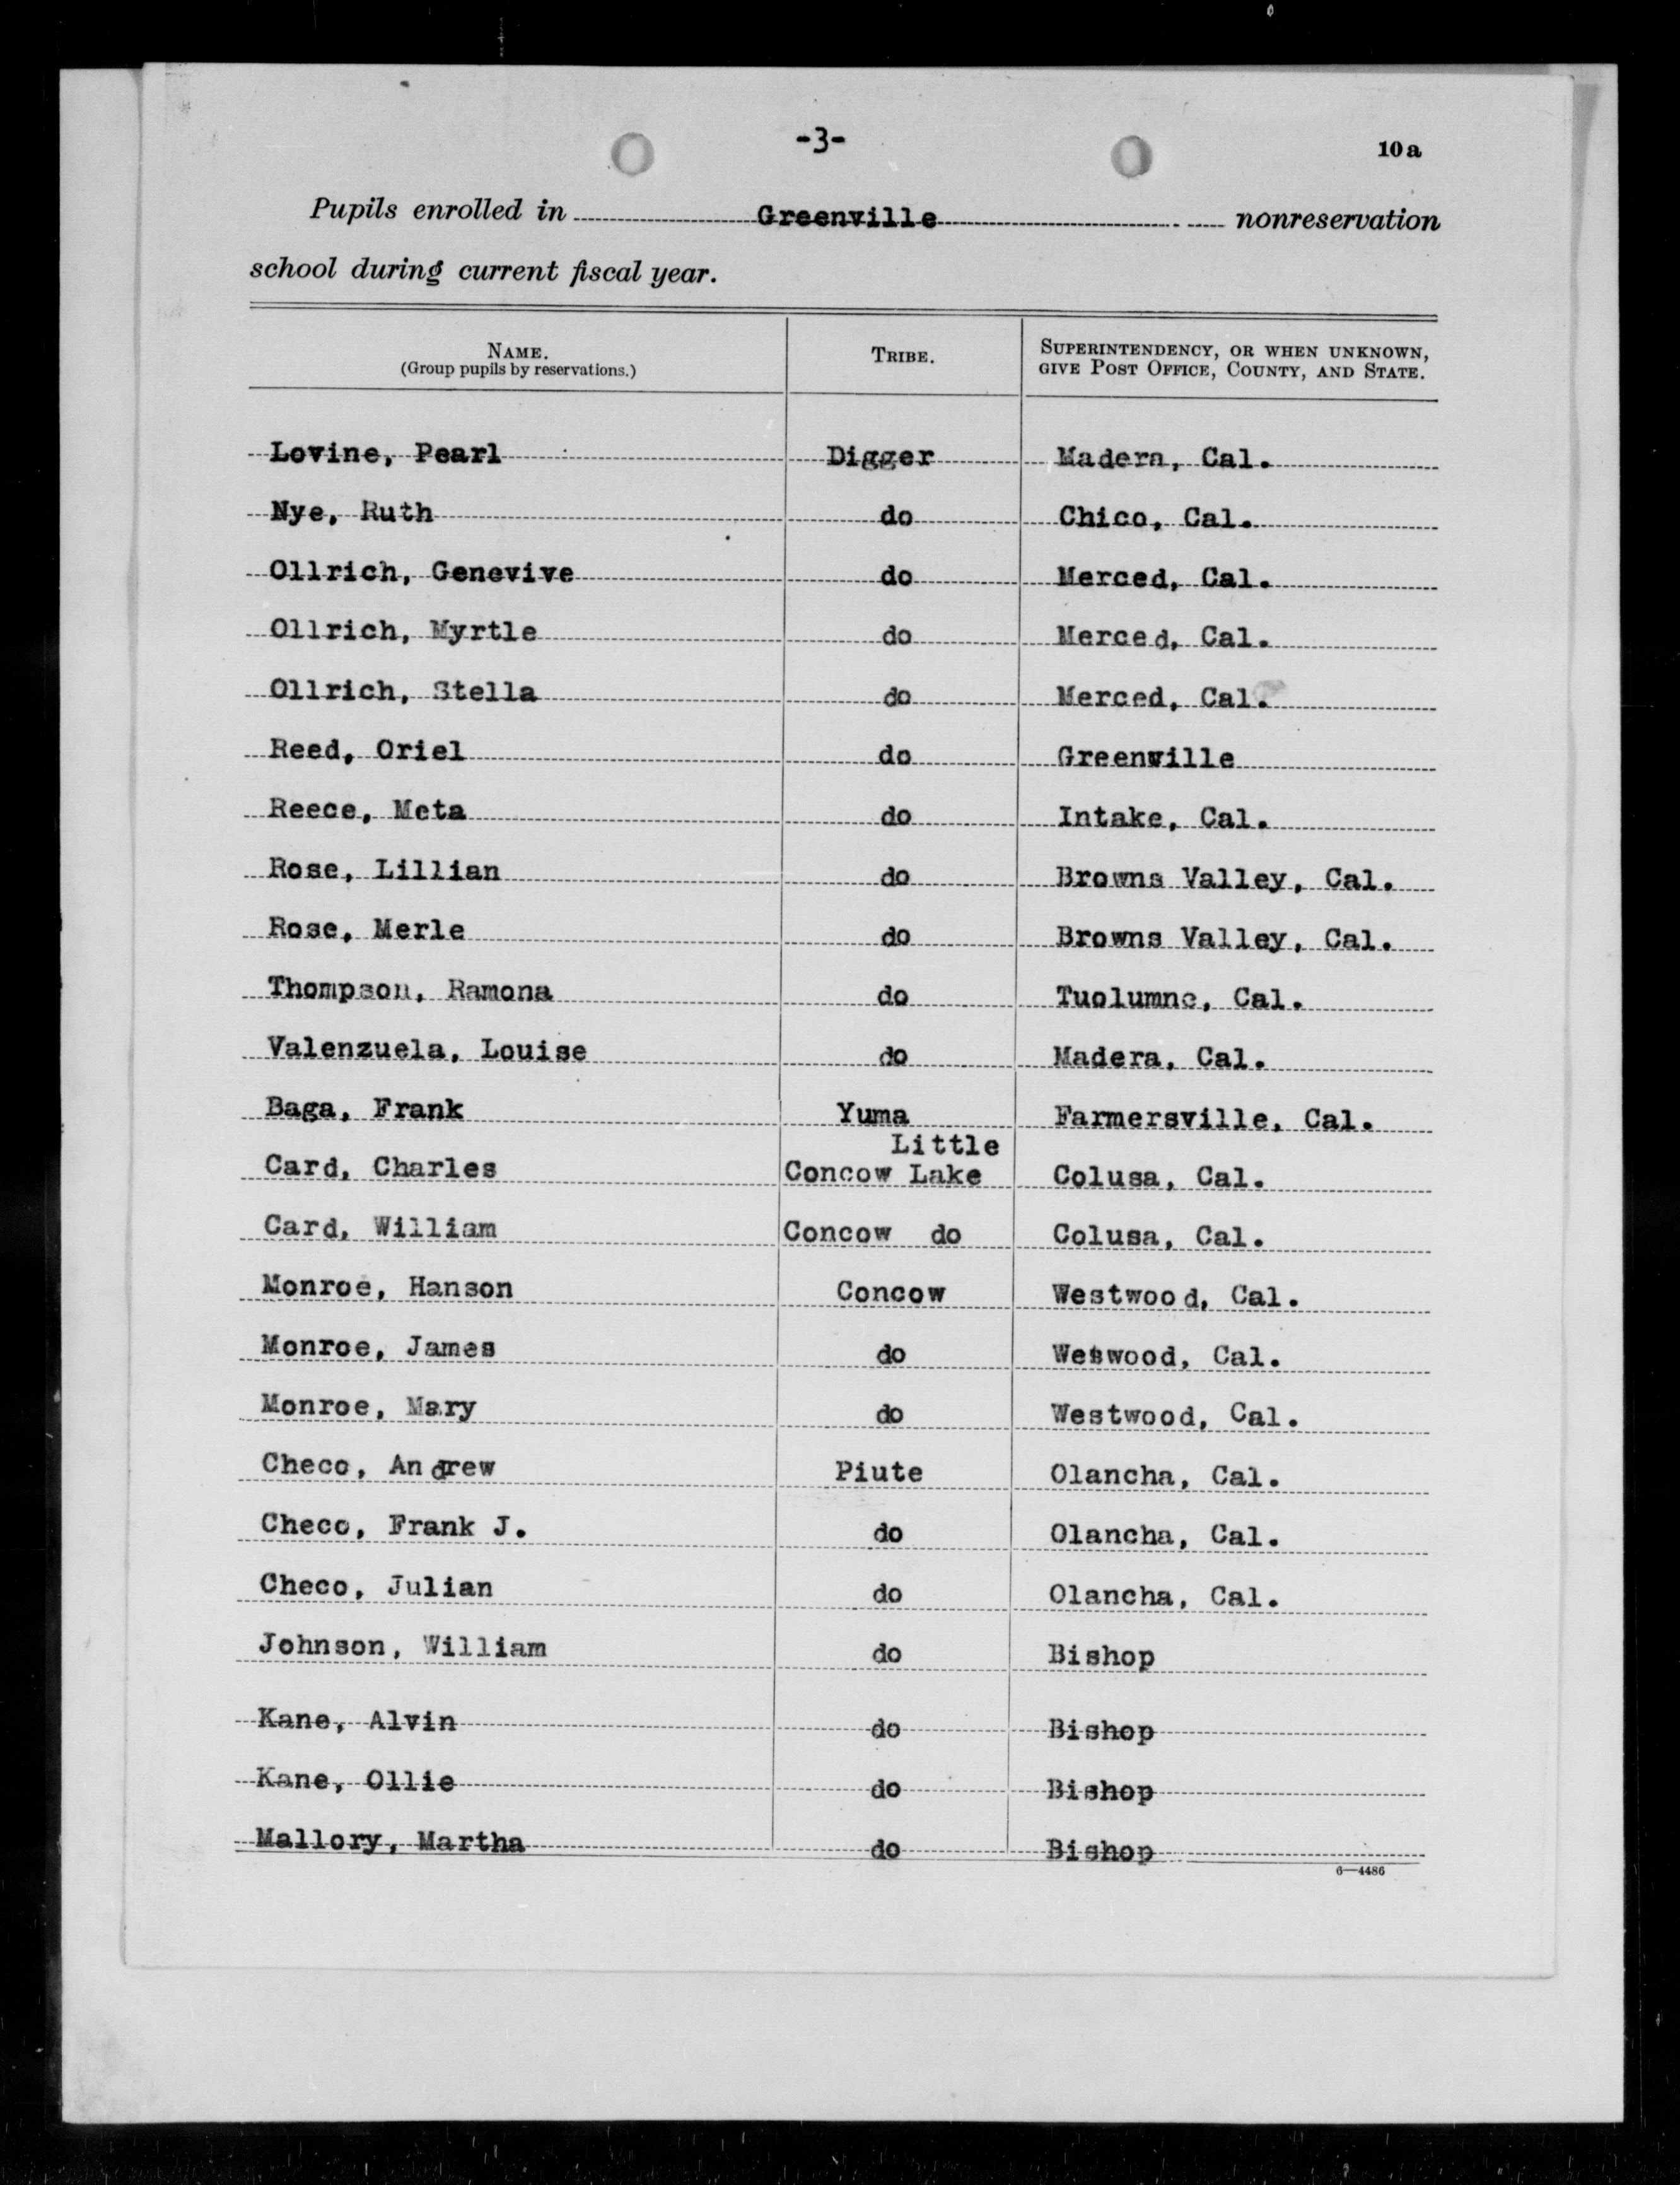 -3-
10a
Pupils enrolled in Greenville nonreservation
school during current fiscal year.
NAME. TRIBE. SUPERINTENDENCY, OR WHEN UNKNOWN,
(Group pupils by reservations.) GIVE POST OFFICE, COUNTY, AND STATE.
Lovine, Pearl Digger Madera, Cal.
Nye, Ruth do Chico, Cal.
Ollrich, Genevive do Merced, Cal.
Ollrich, Myrtle do Merced, Cal.
Ollrich, Stella do Merced, Cal.
Reed, Oriel do Greenville
Reece, Meta do Intake, Cal.
Rose, Lillian do Browns Valley, Cal.
Rose, Merle do Browns Valley, Cal.
Thompson, Ramona do Tuolumne, Cal.
Valenzuela, Louise do Madera, Cal.
Baga, Frank Yuma Farmersville, Cal.
Little
Card, Charles Concow Lake Colusa, Cal.
Card, William Concow do Colusa, Cal.
Monroe, Hanson Concow Westwood, Cal.
Monroe, James do Weswood, Cal.
Monroe, Mary do Westwood, Cal.
Checo, Andrew Piute Olancha, Cal.
Checo, Frank J. do Olancha, Cal.
Checo, Julian do Olancha, Cal.
Johnson, William do Bishop
Kane, Alvin do Bishop
Kane, Ollie do Bishop
Mallory, Martha do Bishop
6—4486